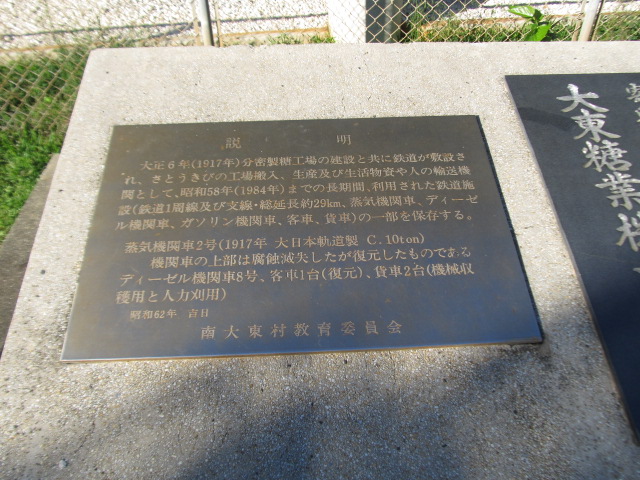 説明
大正6年(1917年)分密製糖工場の建設と共に鉄道が敷設さ
れ、さとうきびの工場搬入、生産及び生活物資や人の輸送機
関として、昭和58年(1984年)までの長期間、利用された鉄道施
設(鉄道1周線及び支線・総延長約29km、蒸気機関車、ディーゼ
ル機関車、ガソリン機関車、客車、貨車)の一部を保存する。
蒸気機関車2号(1917年 大日本軌道製 C.10ton)
機関車の上部は腐蝕滅失したが復元したものである
ディーゼル機関車8号、客車1台(復元)、貨車2台(機械収
穫用と人力刈用)
昭和62年 吉日
南大東村教育委員会
大東糖業株